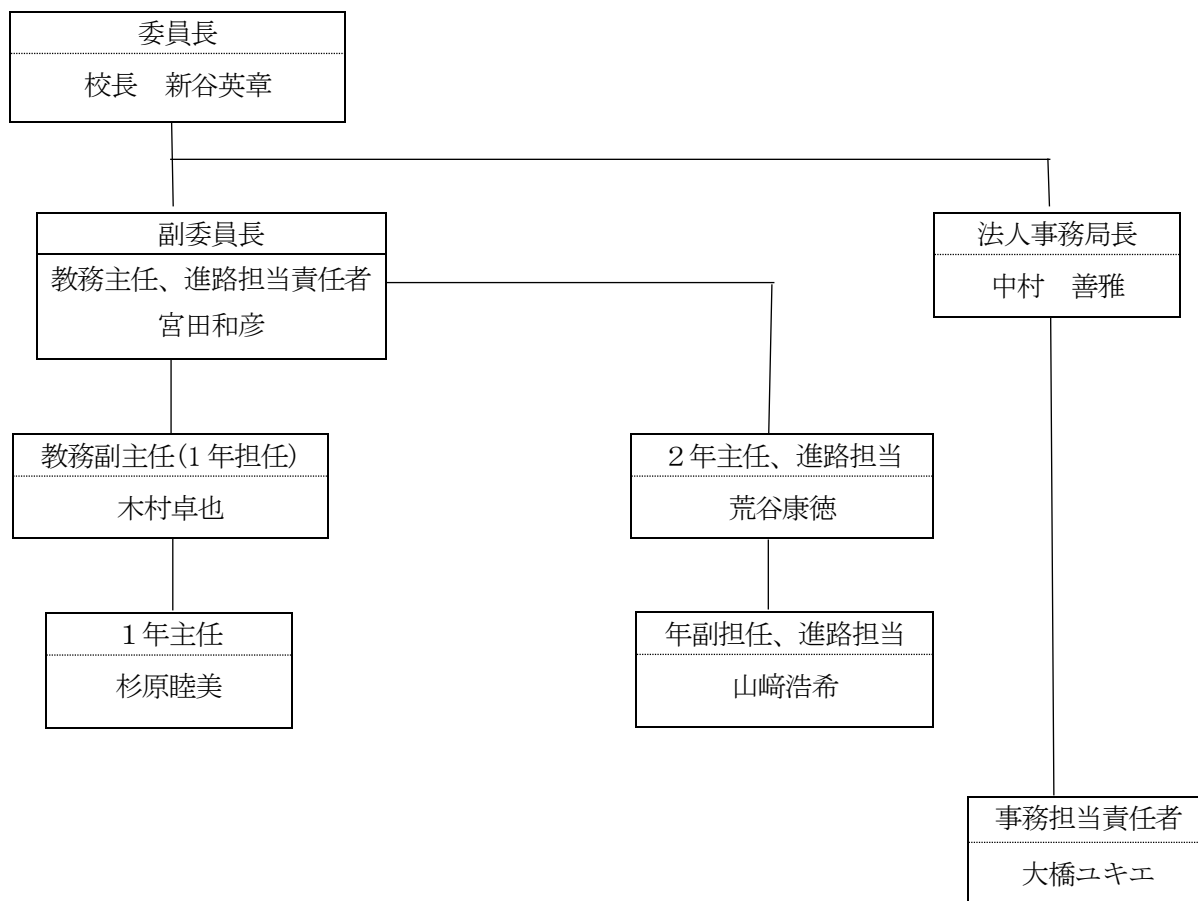 委員長
校長　新谷英章
副委員長
教務主任、進路担当責任者
宮田和彦
法人事務局長
中村　善雅
教務副主任(1年担任)
木村卓也
２年主任、進路担当
荒谷康徳
１年主任
杉原睦美
年副担任、進路担当
山﨑浩希
事務担当責任者
大橋ユキエ